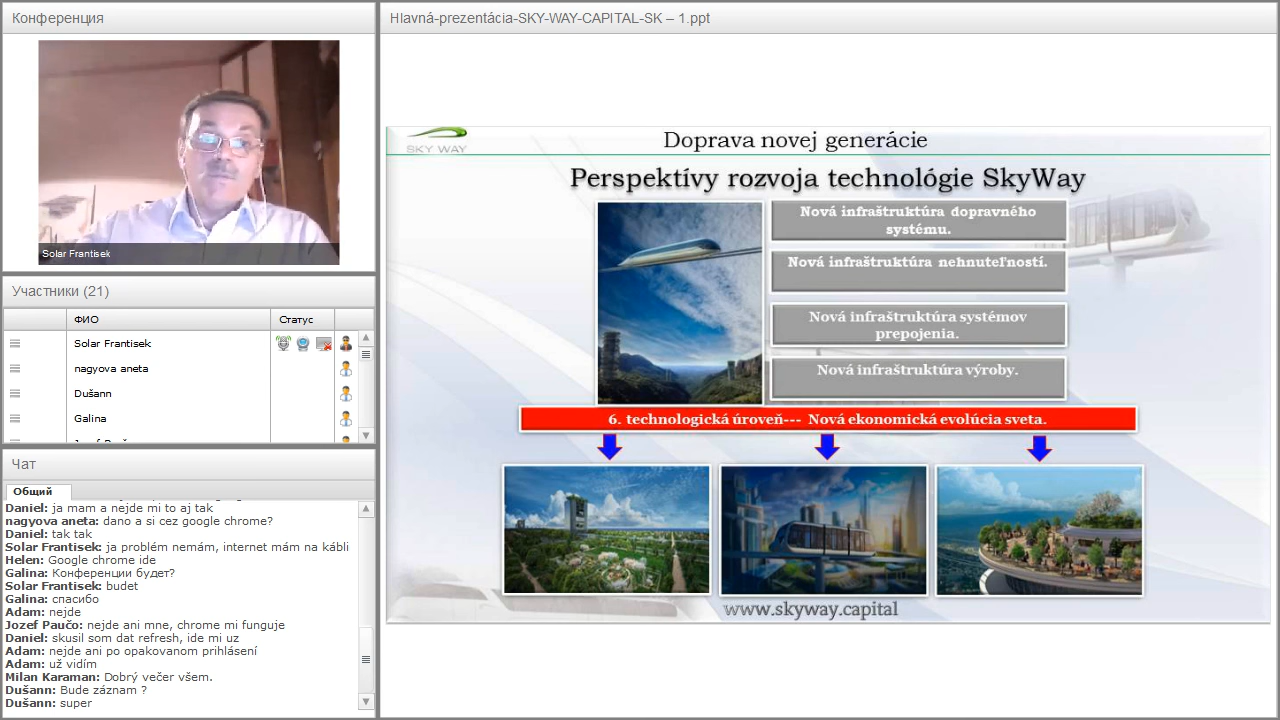 Конференция
Solar Frantisek
Участники (21)
ФИО
Статус
Solar Frantisek
nagyova aneta
Dušann
Galina
Чат
Общий
Daniel: ja mam a nejde mi to aj tak
nagyova aneta: dano a si cez google chrome?
Daniel: tak tak
Solar Frantisek: ja problém nemám, internet mám na kábli
Helen: Google chrome ide
Galina: Конференции будет?
Solar Frantisek: budet
Galina: спасибо
Adam: nejde
Jozef Paučo: nejde ani mne, chrome mi funguje
Daniel: skusil som dat refresh, ide mi uz
Adam: nejde ani po opakovanom prihlásení
Adam: už vidím
Milan Karaman: Dobrý večer všem.
Dušann: Bude záznam ?
Dušann: super
Hlavná-prezentácia-SKY-WAY-CAPITAL-SK – 1.ppt
SKY WAY
Doprava novej generácie
Perspektívy rozvoja technológie SkyWay
Nová infraštruktúra dopravného
systému.
Nová infraštruktúra nehnuteľností.
Nová infraštruktúra systémov
prepojenia.
Nová infraštruktúra výroby.
6. technologická úroveň--- Nová ekonomická evolúcia sveta.
www.skyway.capital